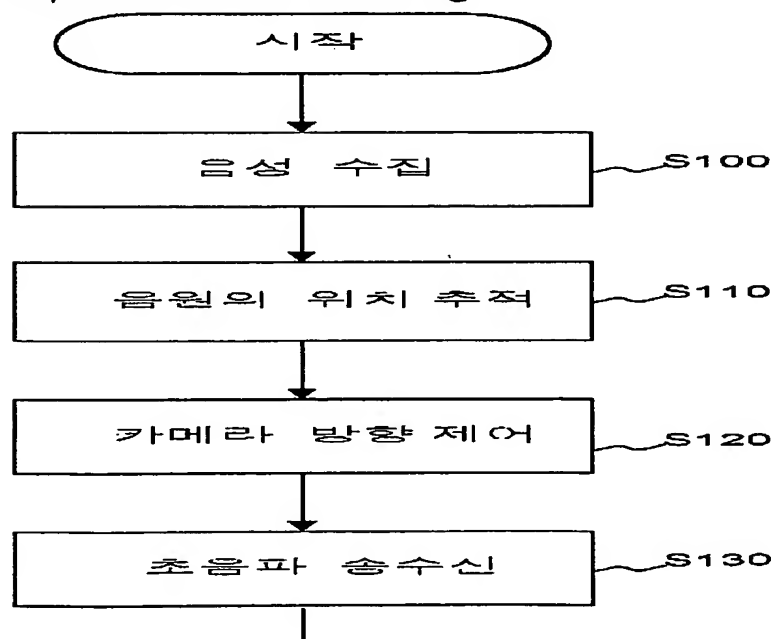 시작
음성 수집 S100
음원의 위치 추적 S110
카메라 방향 제어 S120
초음파 송수신 S130